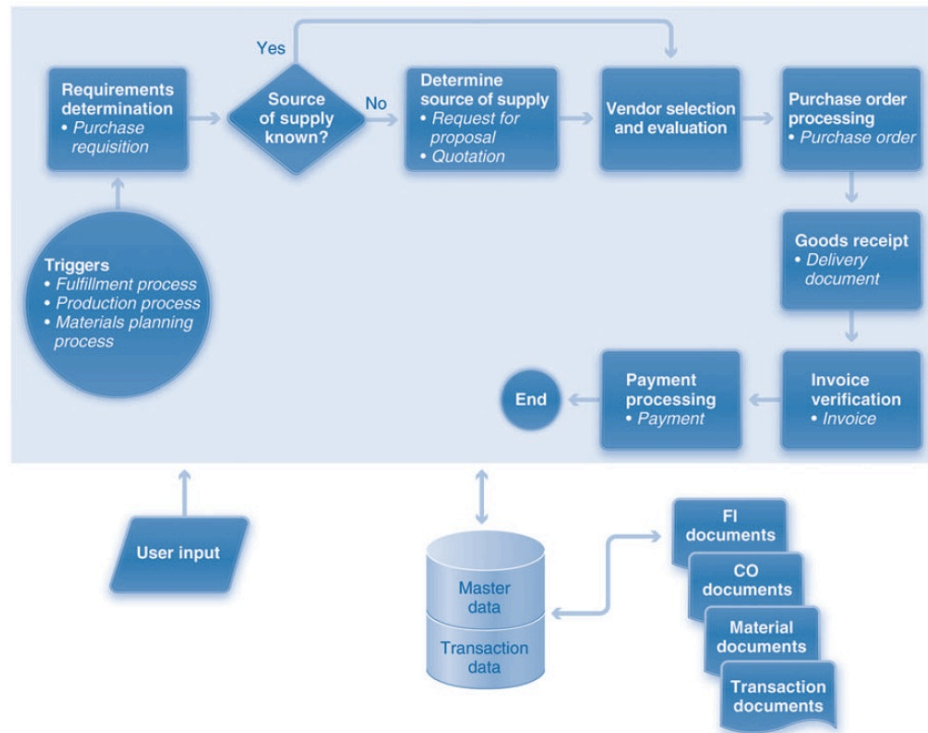 Yes
Requirements
determination
• Purchase
requisition
Source
of supply
known?
No
Determine
source of supply
• Request for
proposal
• Quotation
Vendor selection
and evaluation
Purchase order
processing
• Purchase order
Triggers
• Fulfillment process
• Production process
• Materials planning
process
Goods receipt
• Delivery
document
End
Payment
processing
• Payment
Invoice
verification
• Invoice
User input
Master
data
Transaction
data
FI
documents
CO
documents
Material
documents
Transaction
documents